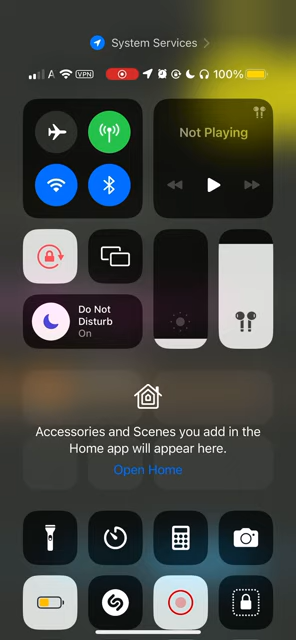 System Services
A VPN 100%
Not Playing
Do Not
Disturb
On
Accessories and Scenes you add in the
Home app will appear here.
Open Home